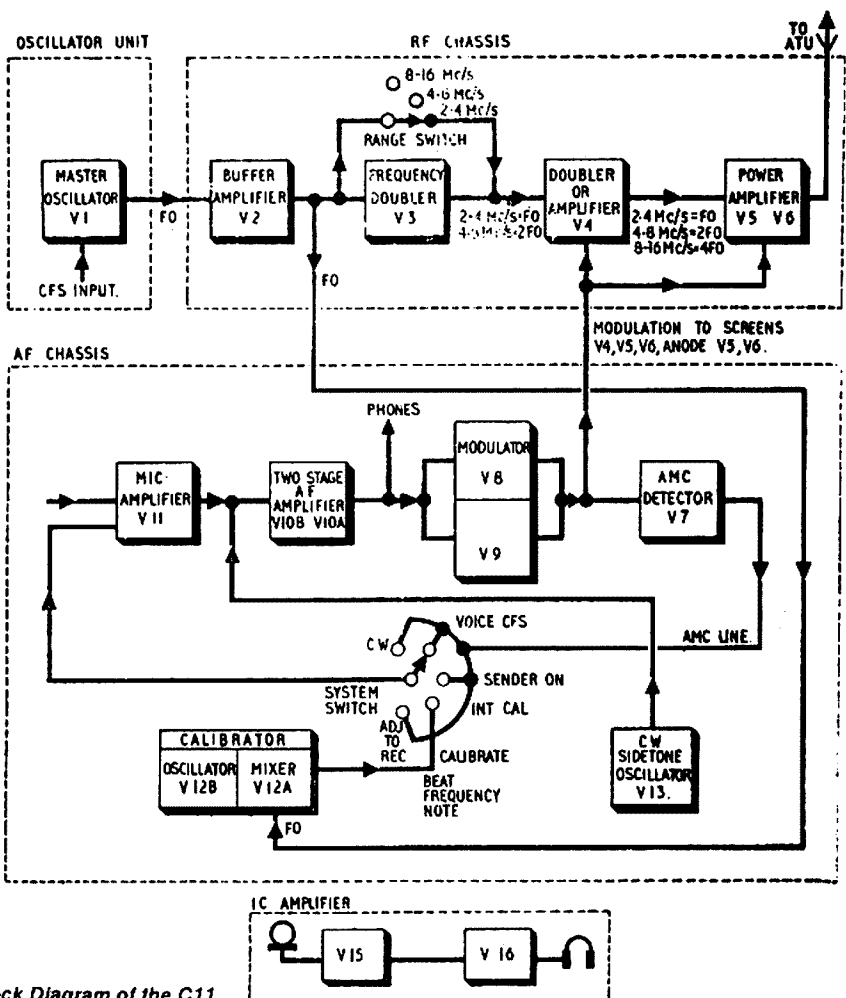 TO
ATU
OSCILLATOR UNIT
RF CHASSIS
8-16 Mc/s
4-8 Mc/s
2-4 Mc/s
RANGE SWITCH
MASTER
OSCILLATOR
V1
FO
CFS INPUT.
BUFFER
AMPLIFIER
V2
FREQUENCY
DOUBLER
V3
2-4 Mc/s=FO
4-8 Mc/s=2FO
DOUBLER
OR
AMPLIFIER
V4
2-4 Mc/s=FO
4-8 Mc/s=2FO
8-16Mc/s=4FO
POWER
AMPLIFIER
V5 V6
FO
MODULATION TO SCREENS
V4,V5,V6, ANODE V5,V6.
AF CHASSIS
PHONES
MIC
AMPLIFIER
V11
TWO STAGE
AF
AMPLIFIER
V10B V10A
MODULATOR
V8
V9
AMC
DETECTOR
V7
AMC LINE.
CW
VOICE CFS
SENDER ON
INT CAL
SYSTEM
SWITCH
ADJ
TO
REC
CALIBRATE
BEAT
FREQUENCY
NOTE
CALIBRATOR
OSCILLATOR
V12B
MIXER
V12A
FO
CW
SIDETONE
OSCILLATOR
V13.
IC AMPLIFIER
V15
V16
Diagram of the C11